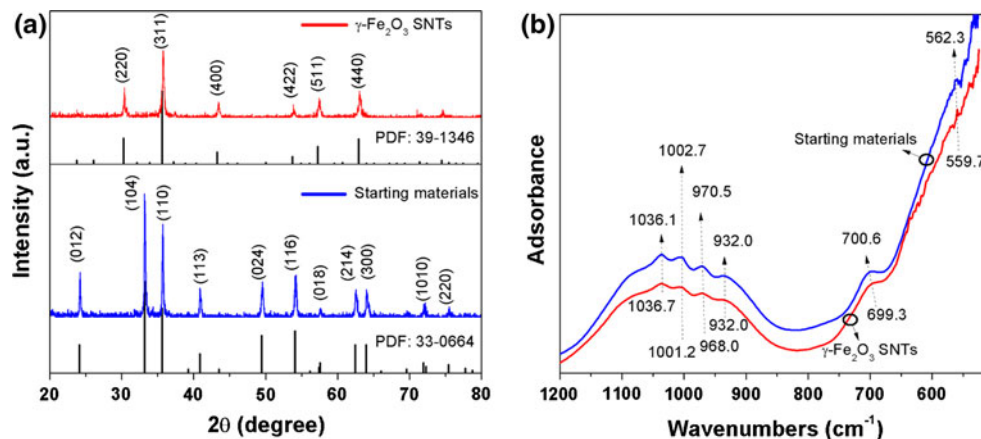 (a)
γ-Fe₂O₃ SNTs
(220)
(311)
(400)
(422)
(511)
(440)
PDF: 39-1346
Starting materials
(012)
(104)
(110)
(113)
(024)
(116)
(018)
(214)
(300)
(1010)
(220)
PDF: 33-0664
Intensity (a.u.)
20 30 40 50 60 70 80
2θ (degree)
(b)
562.3
1002.7
Starting materials
970.5
559.7
1036.1
932.0
700.6
1036.7
932.0
699.3
1001.2
968.0
γ-Fe₂O₃ SNTs
Adsorbance
1200 1100 1000 900 800 700 600
Wavenumbers (cm⁻¹)